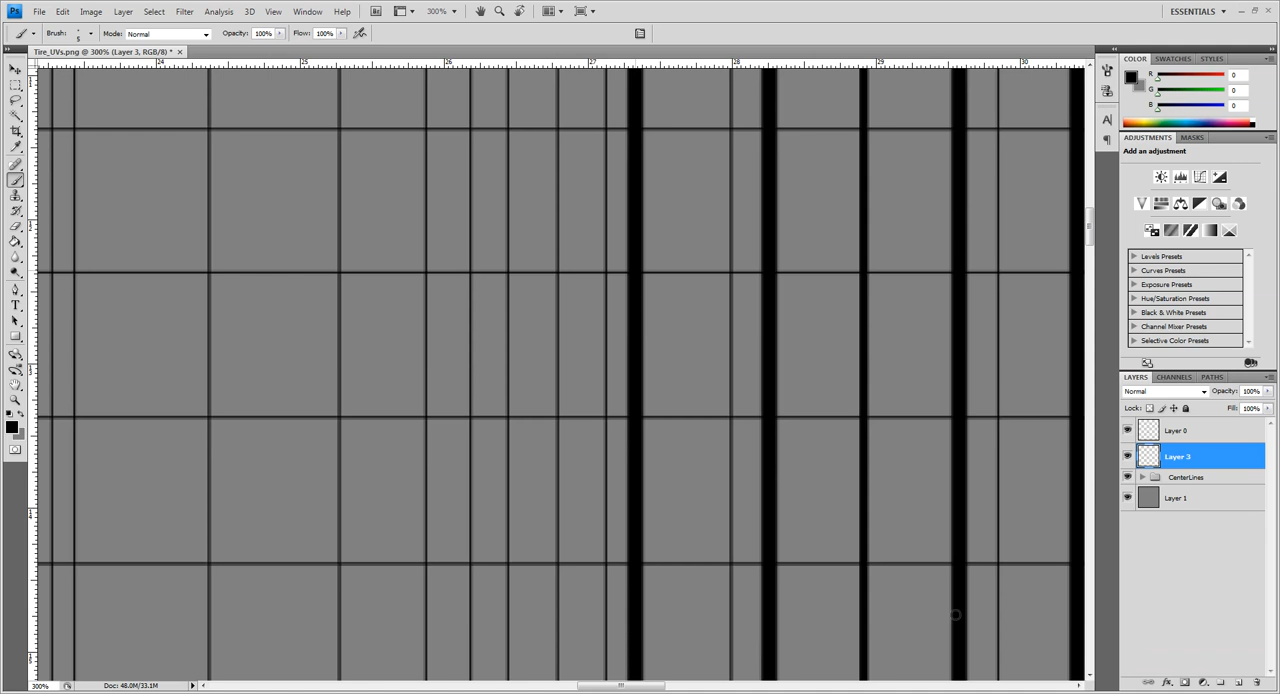 Ps File Edit Image Layer Select Filter Analysis 3D View Window Help 300% ESSENTIALS
Brush: 5 Mode: Normal Opacity: 100% Flow: 100%
Tire_UVs.png @ 300% (Layer 3, RGB/8) *
24 25 26 27 28 29 30
COLOR SWATCHES STYLES
R 0
G 0
B 0
ADJUSTMENTS MASKS
Add an adjustment
Levels Presets
Curves Presets
Exposure Presets
Hue/Saturation Presets
Black & White Presets
Channel Mixer Presets
Selective Color Presets
LAYERS CHANNELS PATHS
Normal Opacity: 100%
Lock: Fill: 100%
Layer 0
Layer 3
CenterLines
Layer 1
300% Doc: 48.0M/33.1M